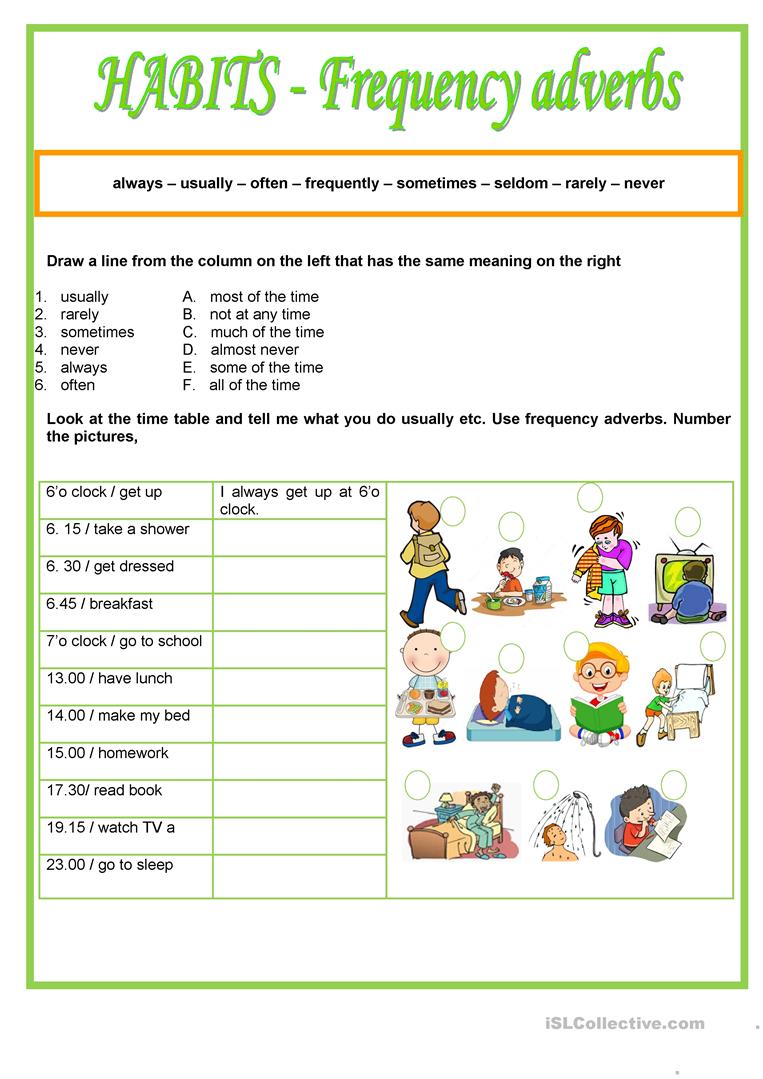 HABITS - Frequency adverbs
always – usually – often – frequently – sometimes – seldom – rarely – never
Draw a line from the column on the left that has the same meaning on the right
1. usually A. most of the time
2. rarely B. not at any time
3. sometimes C. much of the time
4. never D. almost never
5. always E. some of the time
6. often F. all of the time
Look at the time table and tell me what you do usually etc. Use frequency adverbs. Number
the pictures,
6’o clock / get up
I always get up at 6’o
clock.
6. 15 / take a shower
6. 30 / get dressed
6.45 / breakfast
7’o clock / go to school
13.00 / have lunch
14.00 / make my bed
15.00 / homework
17.30/ read book
19.15 / watch TV a
23.00 / go to sleep
iSLCollective.com